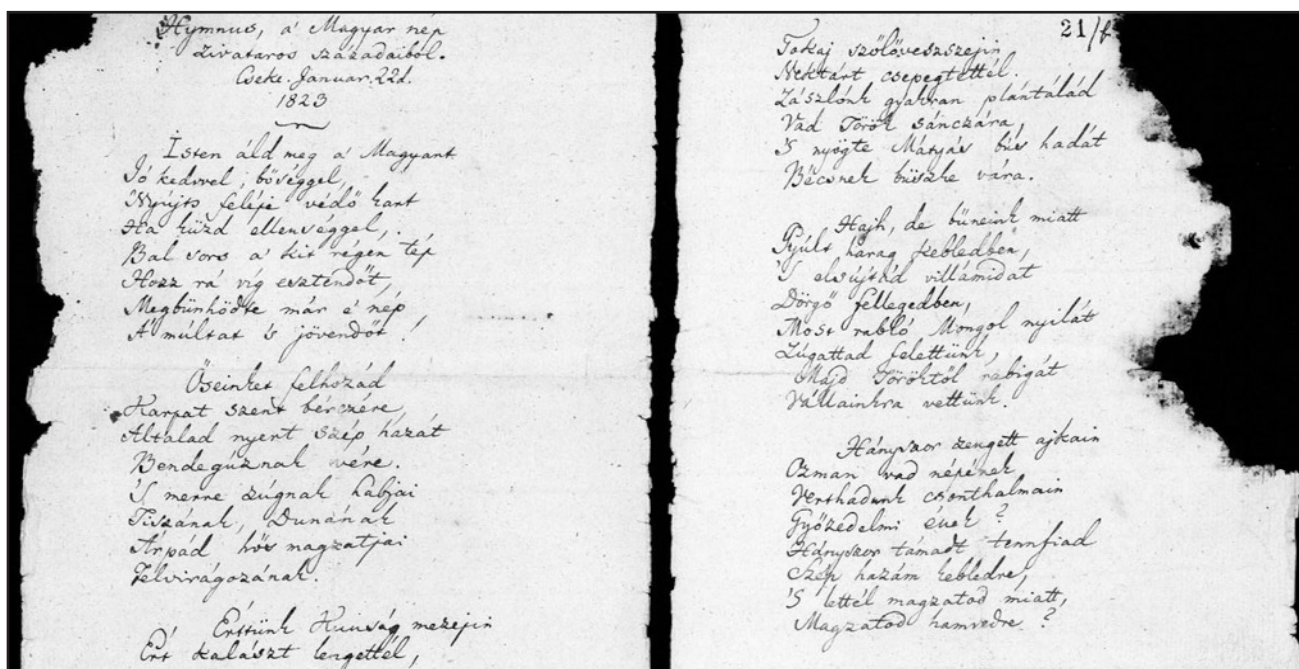 Hymnus, a' Magyar nép
Zivataros századaiból.
Cseke. Januar. 22d.
1823
Isten áld meg a' Magyart
Jó kedvvel, bőséggel,
Nyújts feléje védő kart
Ha küzd ellenséggel,
Bal sors a' kit régen tép
Hozz rá víg esztendőt,
Megbünhödte már e' nép
A' múltat 's jövendőt.
Őseinket felhozád
Karpat szent bérczére,
Általad nyert szép hazát
Bendegúznak vére.
'S merre zúgnak habjai
Tiszának, Dunának
Árpád hős magzatjai
Felvirágozának.
Érttünk Kunság mezejin
Ért kalászt lengettél,
21/f
Tokaj szőlővesszejin
Nektárt csepegtettél.
Zászlónk gyakran plántálád
Vad Török sánczára,
'S nyögte Mátyás bús hadát
Bécsnek büszke vára.
Hajh, de bűneink miatt
Gyúlt harag kebledben,
'S elsújtád villámidat
Dörgő fellegedben,
Most rabló Mongol nyilát
Zúgattad felettünk,
Majd Töröktől rabigát
Vállainkra vettünk.
Hányszor zengett ajkain
Ozman vad népének
Vert hadunk csonthalmain
Győzedelmi ének?
Hányszor támadt tennfiad
Szép hazám kebledre,
'S lettél magzatod miatt,
Magzatod hamvedre?